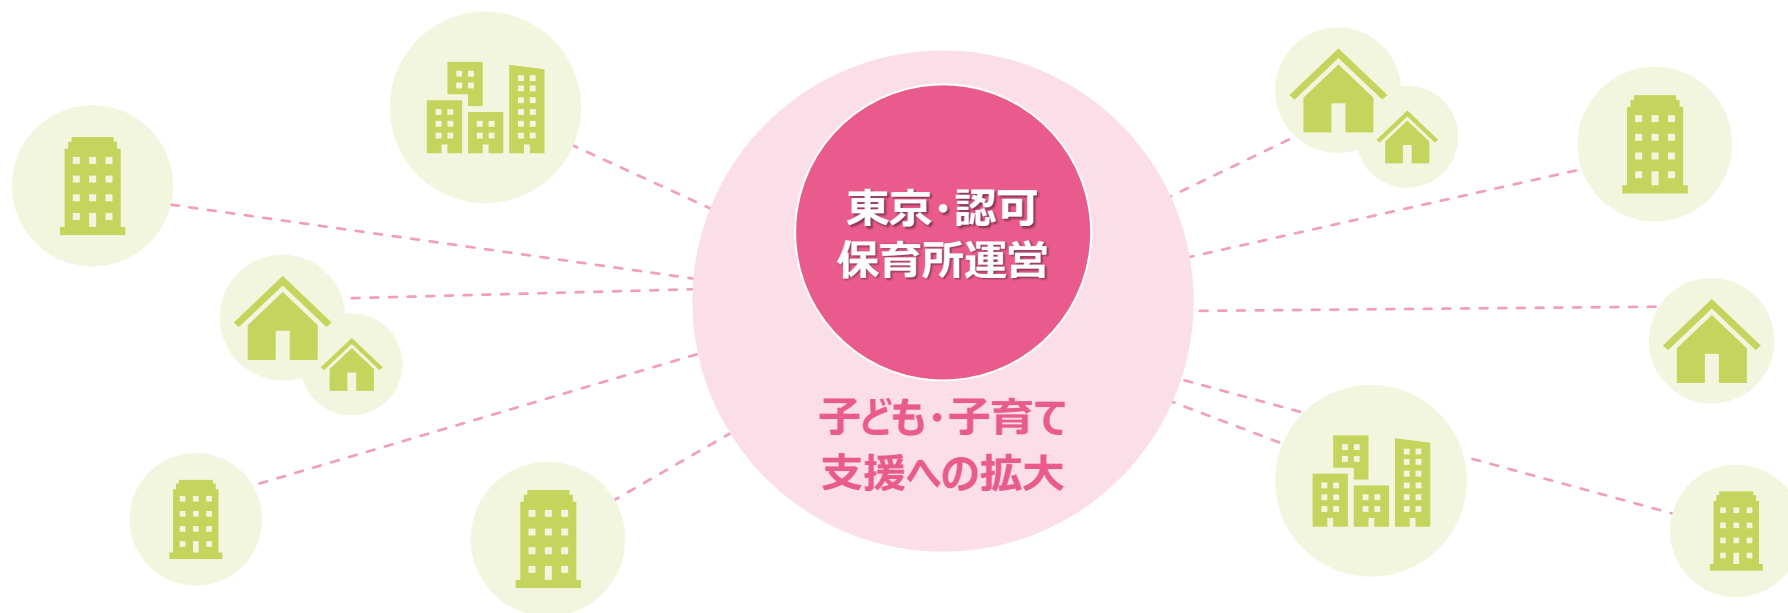 東京・認可
保育所運営
子ども・子育て
支援への拡大